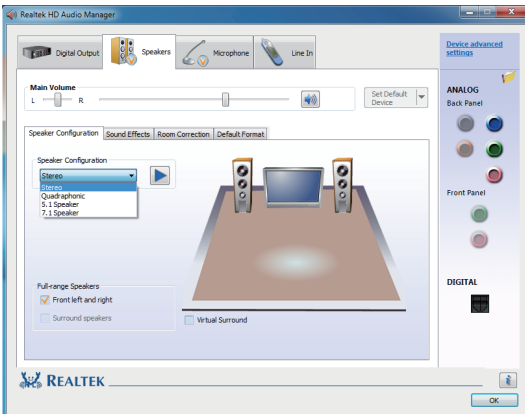 Realtek HD Audio Manager
Digital Output
Speakers
Microphone
Line In
Device advanced
settings
Main Volume
L
R
Set Default
Device
ANALOG
Back Panel
Speaker Configuration
Sound Effects
Room Correction
Default Format
Speaker Configuration
Stereo
Stereo
Quadraphonic
5.1 Speaker
7.1 Speaker
Front Panel
Full-range Speakers
Front left and right
Surround speakers
Virtual Surround
DIGITAL
REALTEK
i
OK